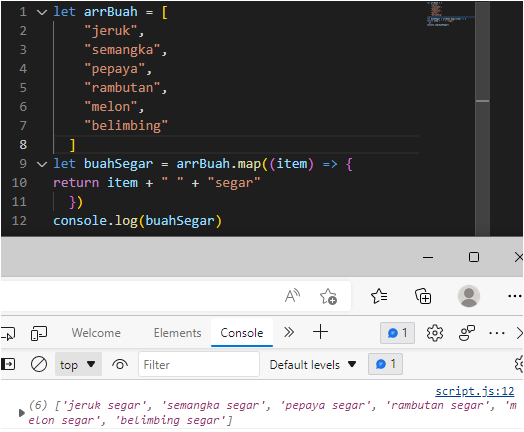 1 let arrBuah = [
2 "jeruk",
3 "semangka",
4 "pepaya",
5 "rambutan",
6 "melon",
7 "belimbing"
8 ]
9 let buahSegar = arrBuah.map((item) => {
10 return item + " " + "segar"
11 })
12 console.log(buahSegar)
Welcome Elements Console 1
top Filter Default levels 1
script.js:12
(6) ['jeruk segar', 'semangka segar', 'pepaya segar', 'rambutan segar', 'm
elon segar', 'belimbing segar']